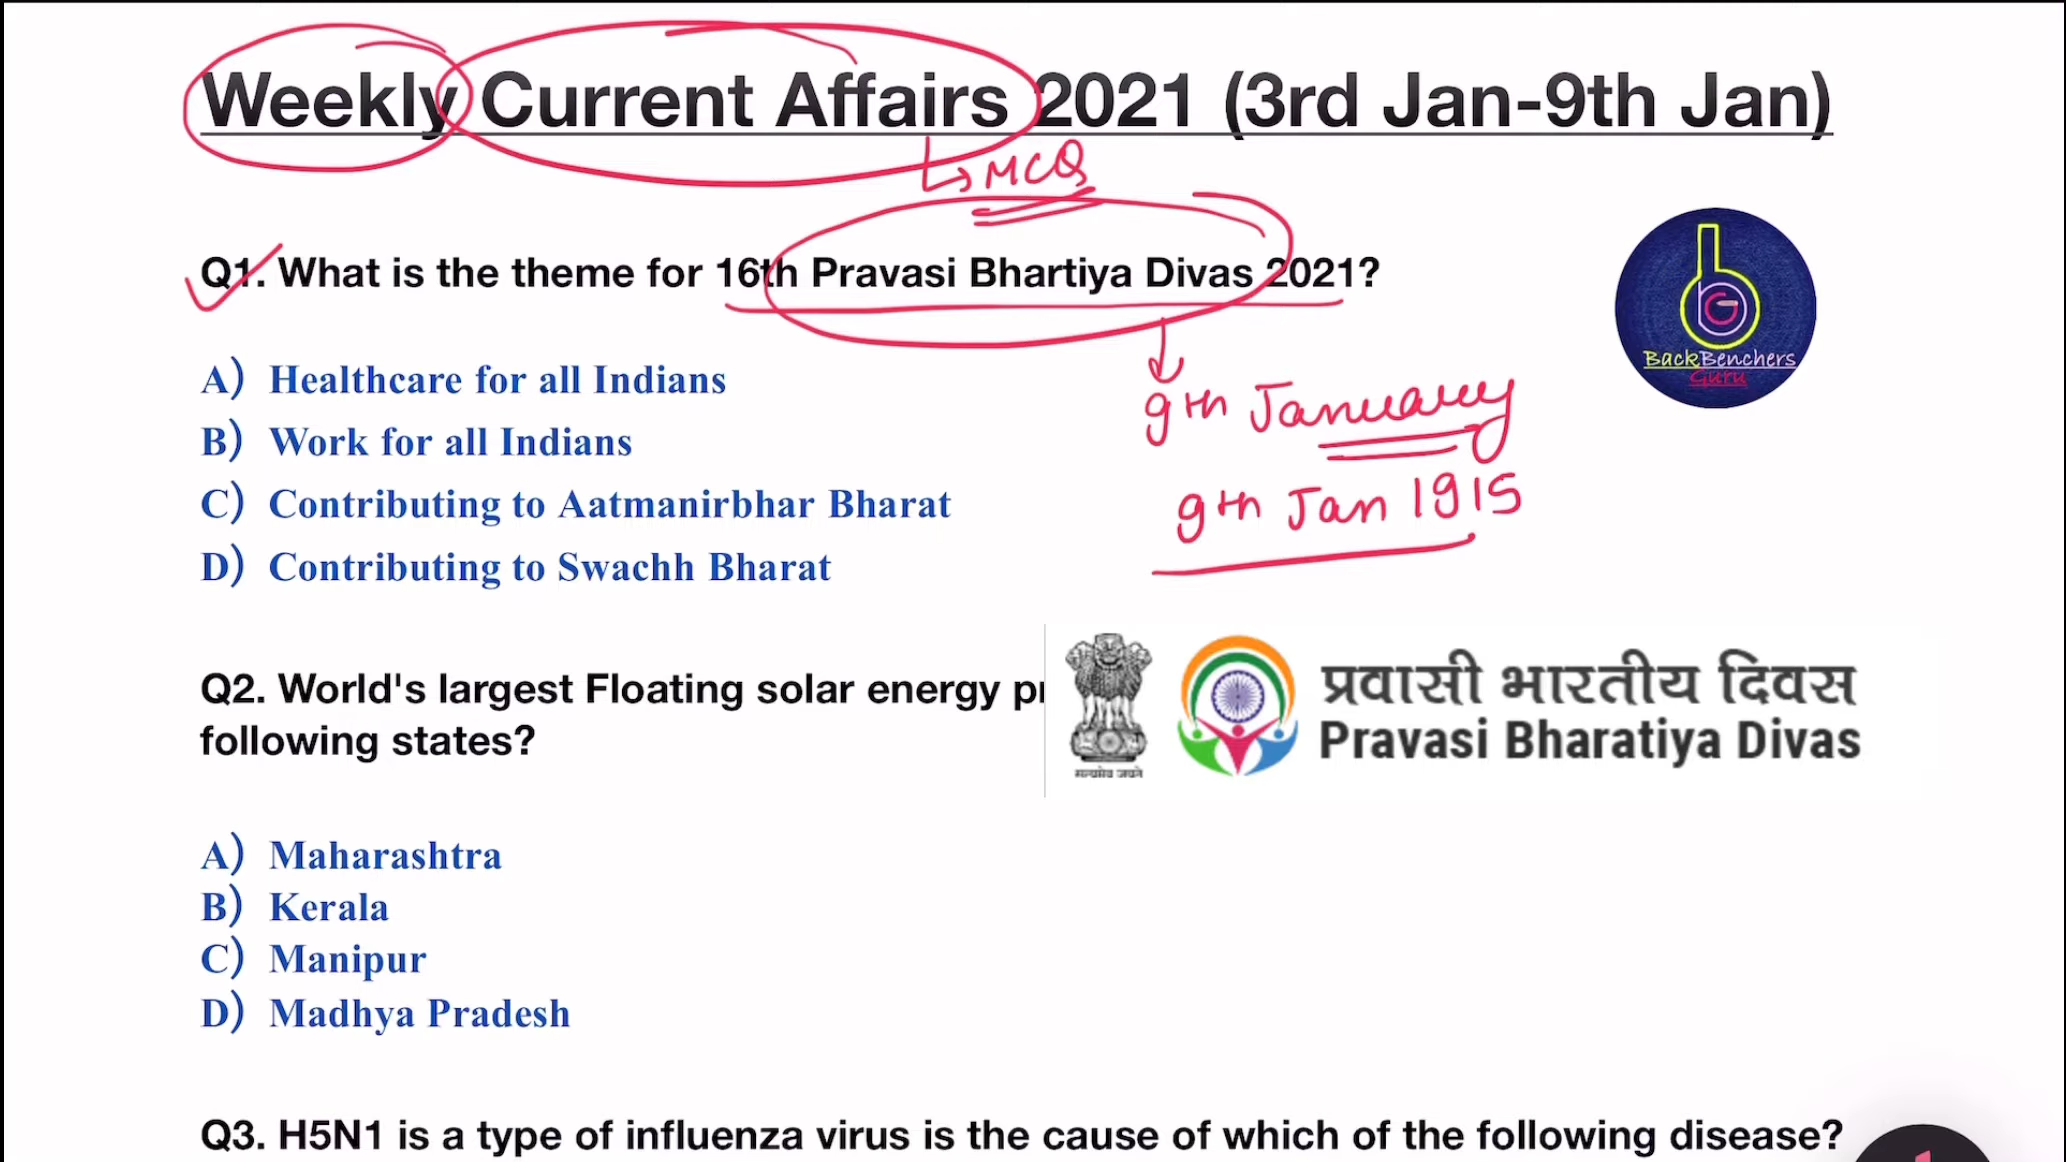 Weekly Current Affairs 2021 (3rd Jan-9th Jan)
MCQ
Q1. What is the theme for 16th Pravasi Bhartiya Divas 2021?
BackBenchers
Guru
A) Healthcare for all Indians
9th January
B) Work for all Indians
C) Contributing to Aatmanirbhar Bharat
9th Jan 1915
D) Contributing to Swachh Bharat
Q2. World's largest Floating solar energy
following states?
सत्यमेव जयते
प्रवासी भारतीय दिवस
Pravasi Bharatiya Divas
A) Maharashtra
B) Kerala
C) Manipur
D) Madhya Pradesh
Q3. H5N1 is a type of influenza virus is the cause of which of the following disease?